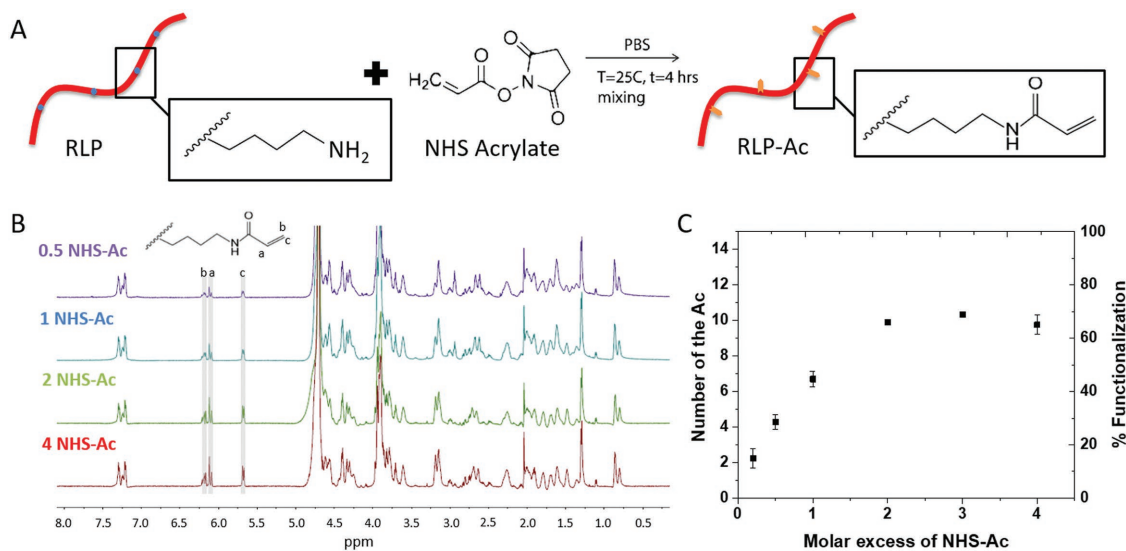 A
RLP
NH2
NHS Acrylate
H2C
O
O
O
N
O
PBS
T=25C, t=4 hrs
mixing
RLP-Ac
O
NH
B
0.5 NHS-Ac
1 NHS-Ac
2 NHS-Ac
4 NHS-Ac
O
NH
a
b
c
b a c
8.0 7.5 7.0 6.5 6.0 5.5 5.0 4.5 4.0 3.5 3.0 2.5 2.0 1.5 1.0 0.5
ppm
C
Number of the Ac
14
12
10
8
6
4
2
0
0 1 2 3 4
Molar excess of NHS-Ac
100
80
60
40
20
0
% Functionalization